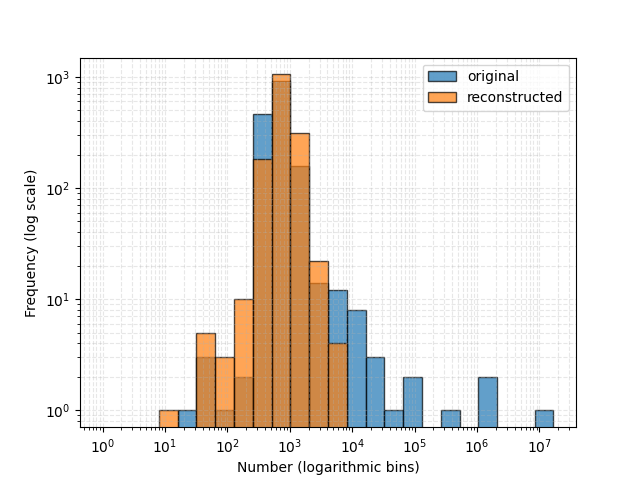 original
reconstructed
Frequency (log scale)
10³
10²
10¹
10⁰
10⁰ 10¹ 10² 10³ 10⁴ 10⁵ 10⁶ 10⁷
Number (logarithmic bins)